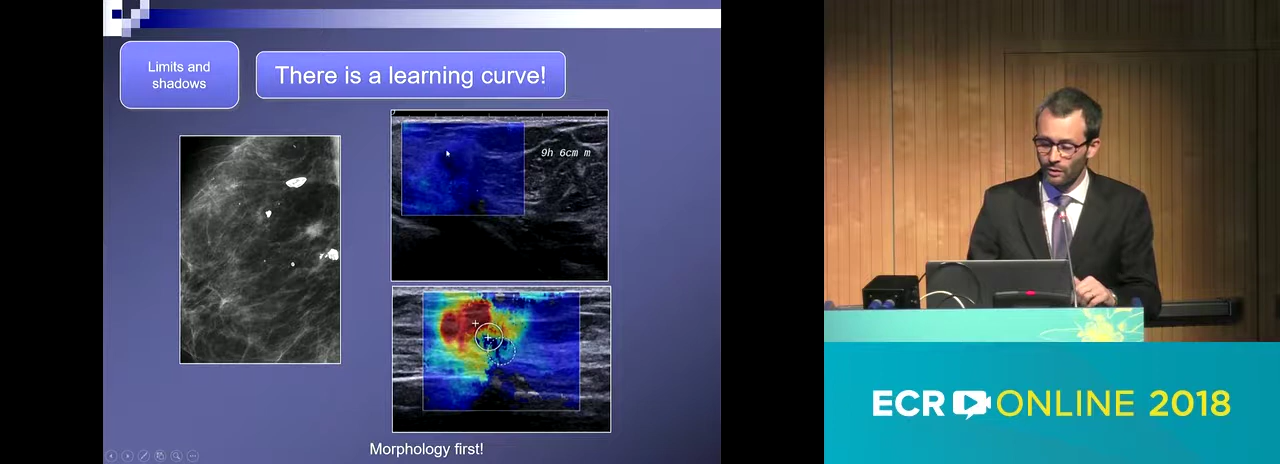 Limits and
shadows
There is a learning curve!
9h 6cm m
Morphology first!
ECR ONLINE 2018